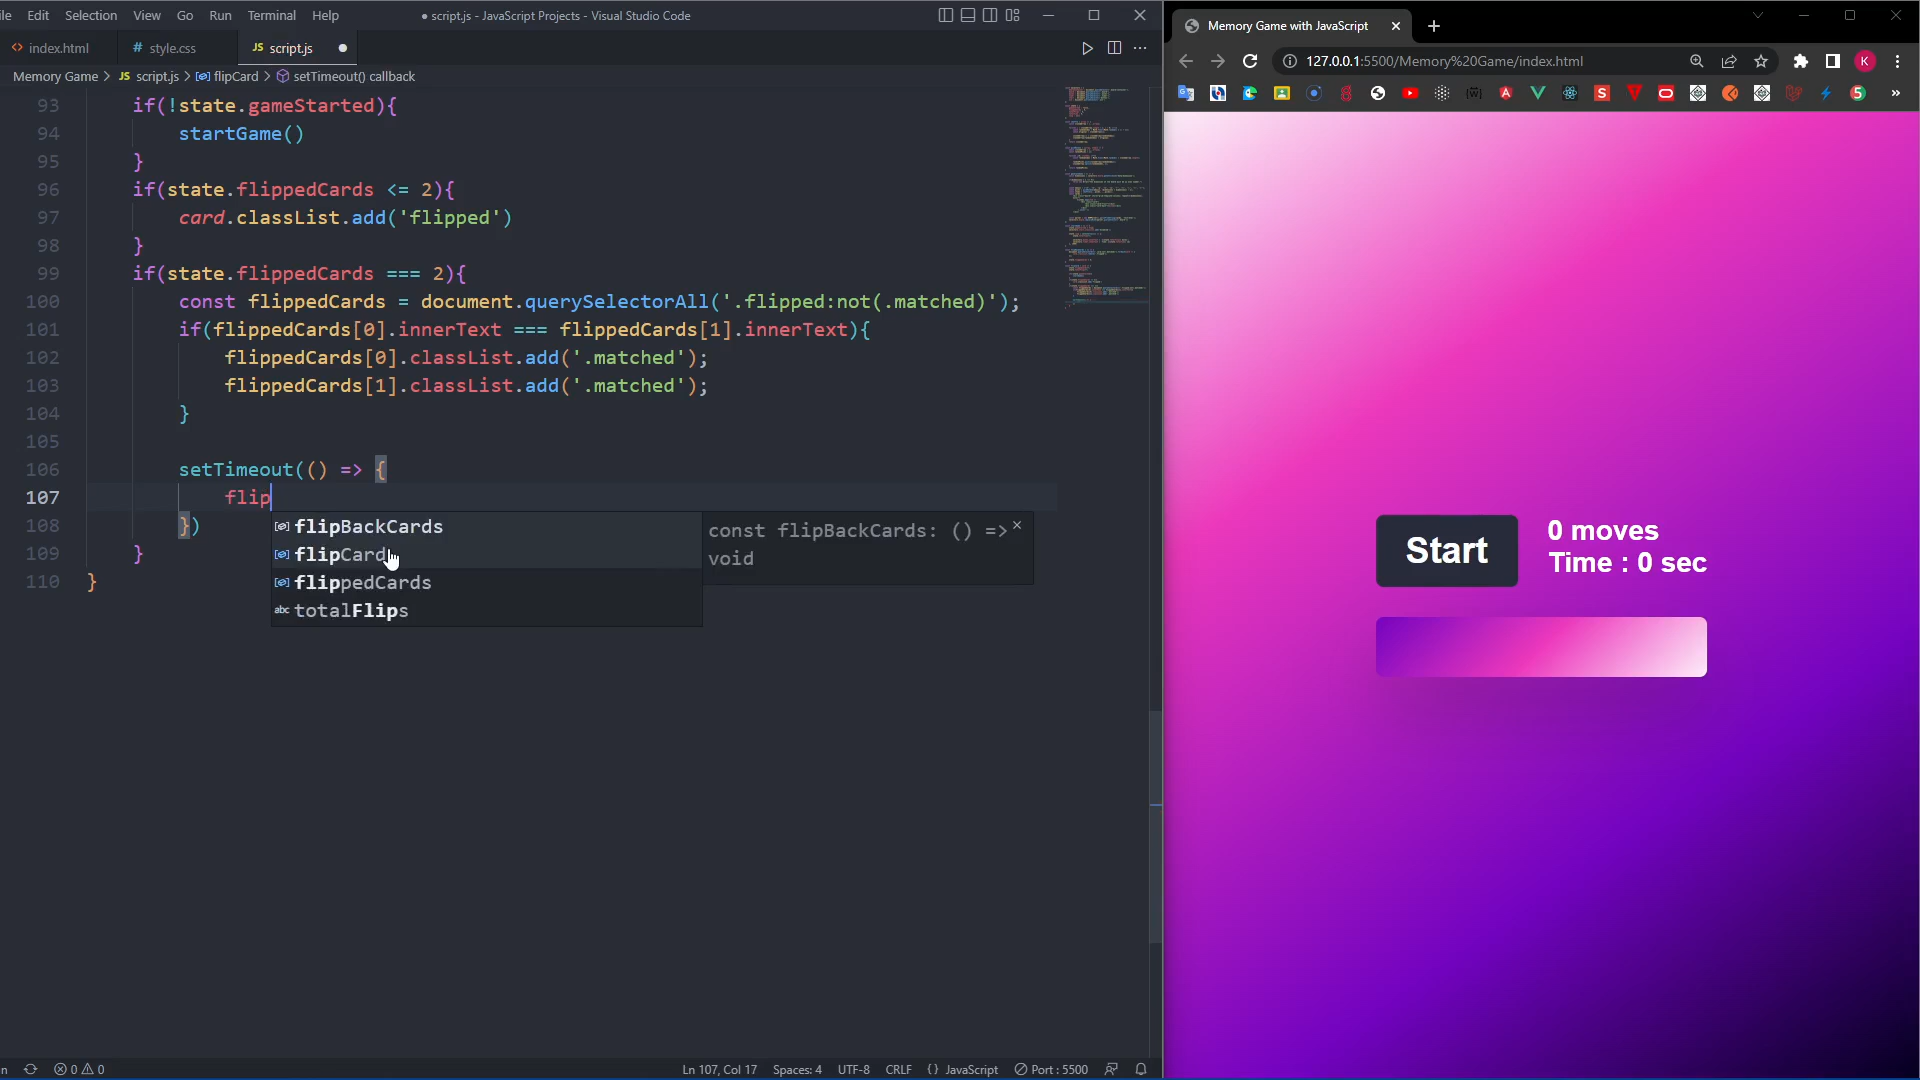 ile Edit Selection View Go Run Terminal Help
● script.js - JavaScript Projects - Visual Studio Code
<> index.html
# style.css
JS script.js
Memory Game > JS script.js > flipCard > setTimeout() callback
93 if(!state.gameStarted){
94 startGame()
95 }
96 if(state.flippedCards <= 2){
97 card.classList.add('flipped')
98 }
99 if(state.flippedCards === 2){
100 const flippedCards = document.querySelectorAll('.flipped:not(.matched)');
101 if(flippedCards[0].innerText === flippedCards[1].innerText){
102 flippedCards[0].classList.add('.matched');
103 flippedCards[1].classList.add('.matched');
104 }
105
106 setTimeout(() => {
107 flip
108 })
109 }
110 }
flipBackCards
flipCard
flippedCards
abc totalFlips
const flipBackCards: () =>
void
n 0 0
Ln 107, Col 17 Spaces: 4 UTF-8 CRLF {} JavaScript Port : 5500
Memory Game with JavaScript
127.0.0.1:5500/Memory%20Game/index.html
K
Start
0 moves
Time : 0 sec